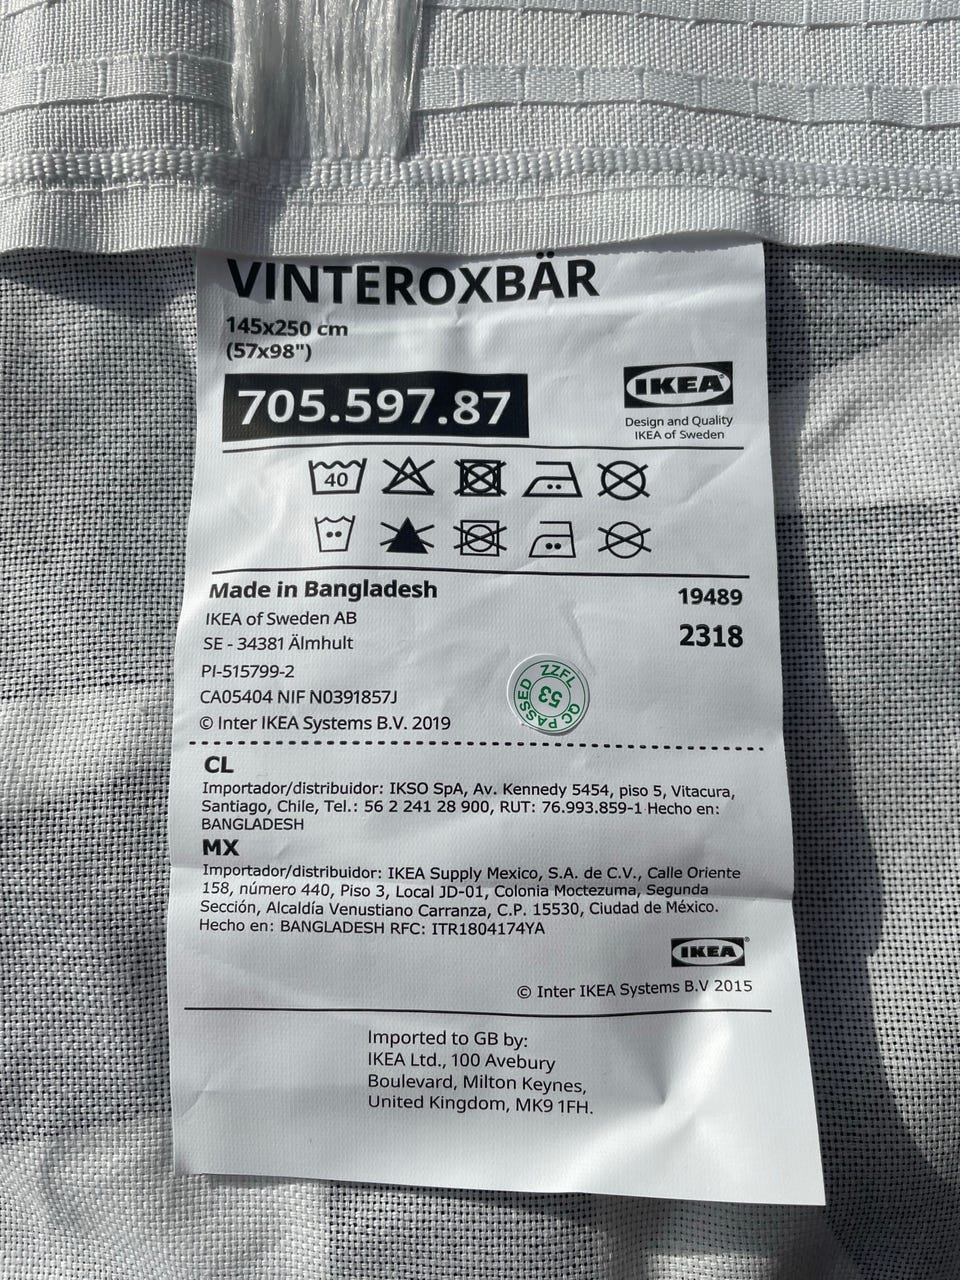 VINTEROXBÄR
145x250 cm
(57x98")
705.597.87
IKEA
Design and Quality
IKEA of Sweden
40
Made in Bangladesh
19489
IKEA of Sweden AB
2318
SE - 34381 Älmhult
PI-515799-2
CA05404 NIF N0391857J
© Inter IKEA Systems B.V. 2019
ZZFL
53
QC PASSED
CL
Importador/distribuidor: IKSO SpA, Av. Kennedy 5454, piso 5, Vitacura,
Santiago, Chile, Tel.: 56 2 241 28 900, RUT: 76.993.859-1 Hecho en:
BANGLADESH
MX
Importador/distribuidor: IKEA Supply Mexico, S.A. de C.V., Calle Oriente
158, número 440, Piso 3, Local JD-01, Colonia Moctezuma, Segunda
Sección, Alcaldía Venustiano Carranza, C.P. 15530, Ciudad de México.
Hecho en: BANGLADESH RFC: ITR1804174YA
IKEA®
© Inter IKEA Systems B.V 2015
Imported to GB by:
IKEA Ltd., 100 Avebury
Boulevard, Milton Keynes,
United Kingdom, MK9 1FH.